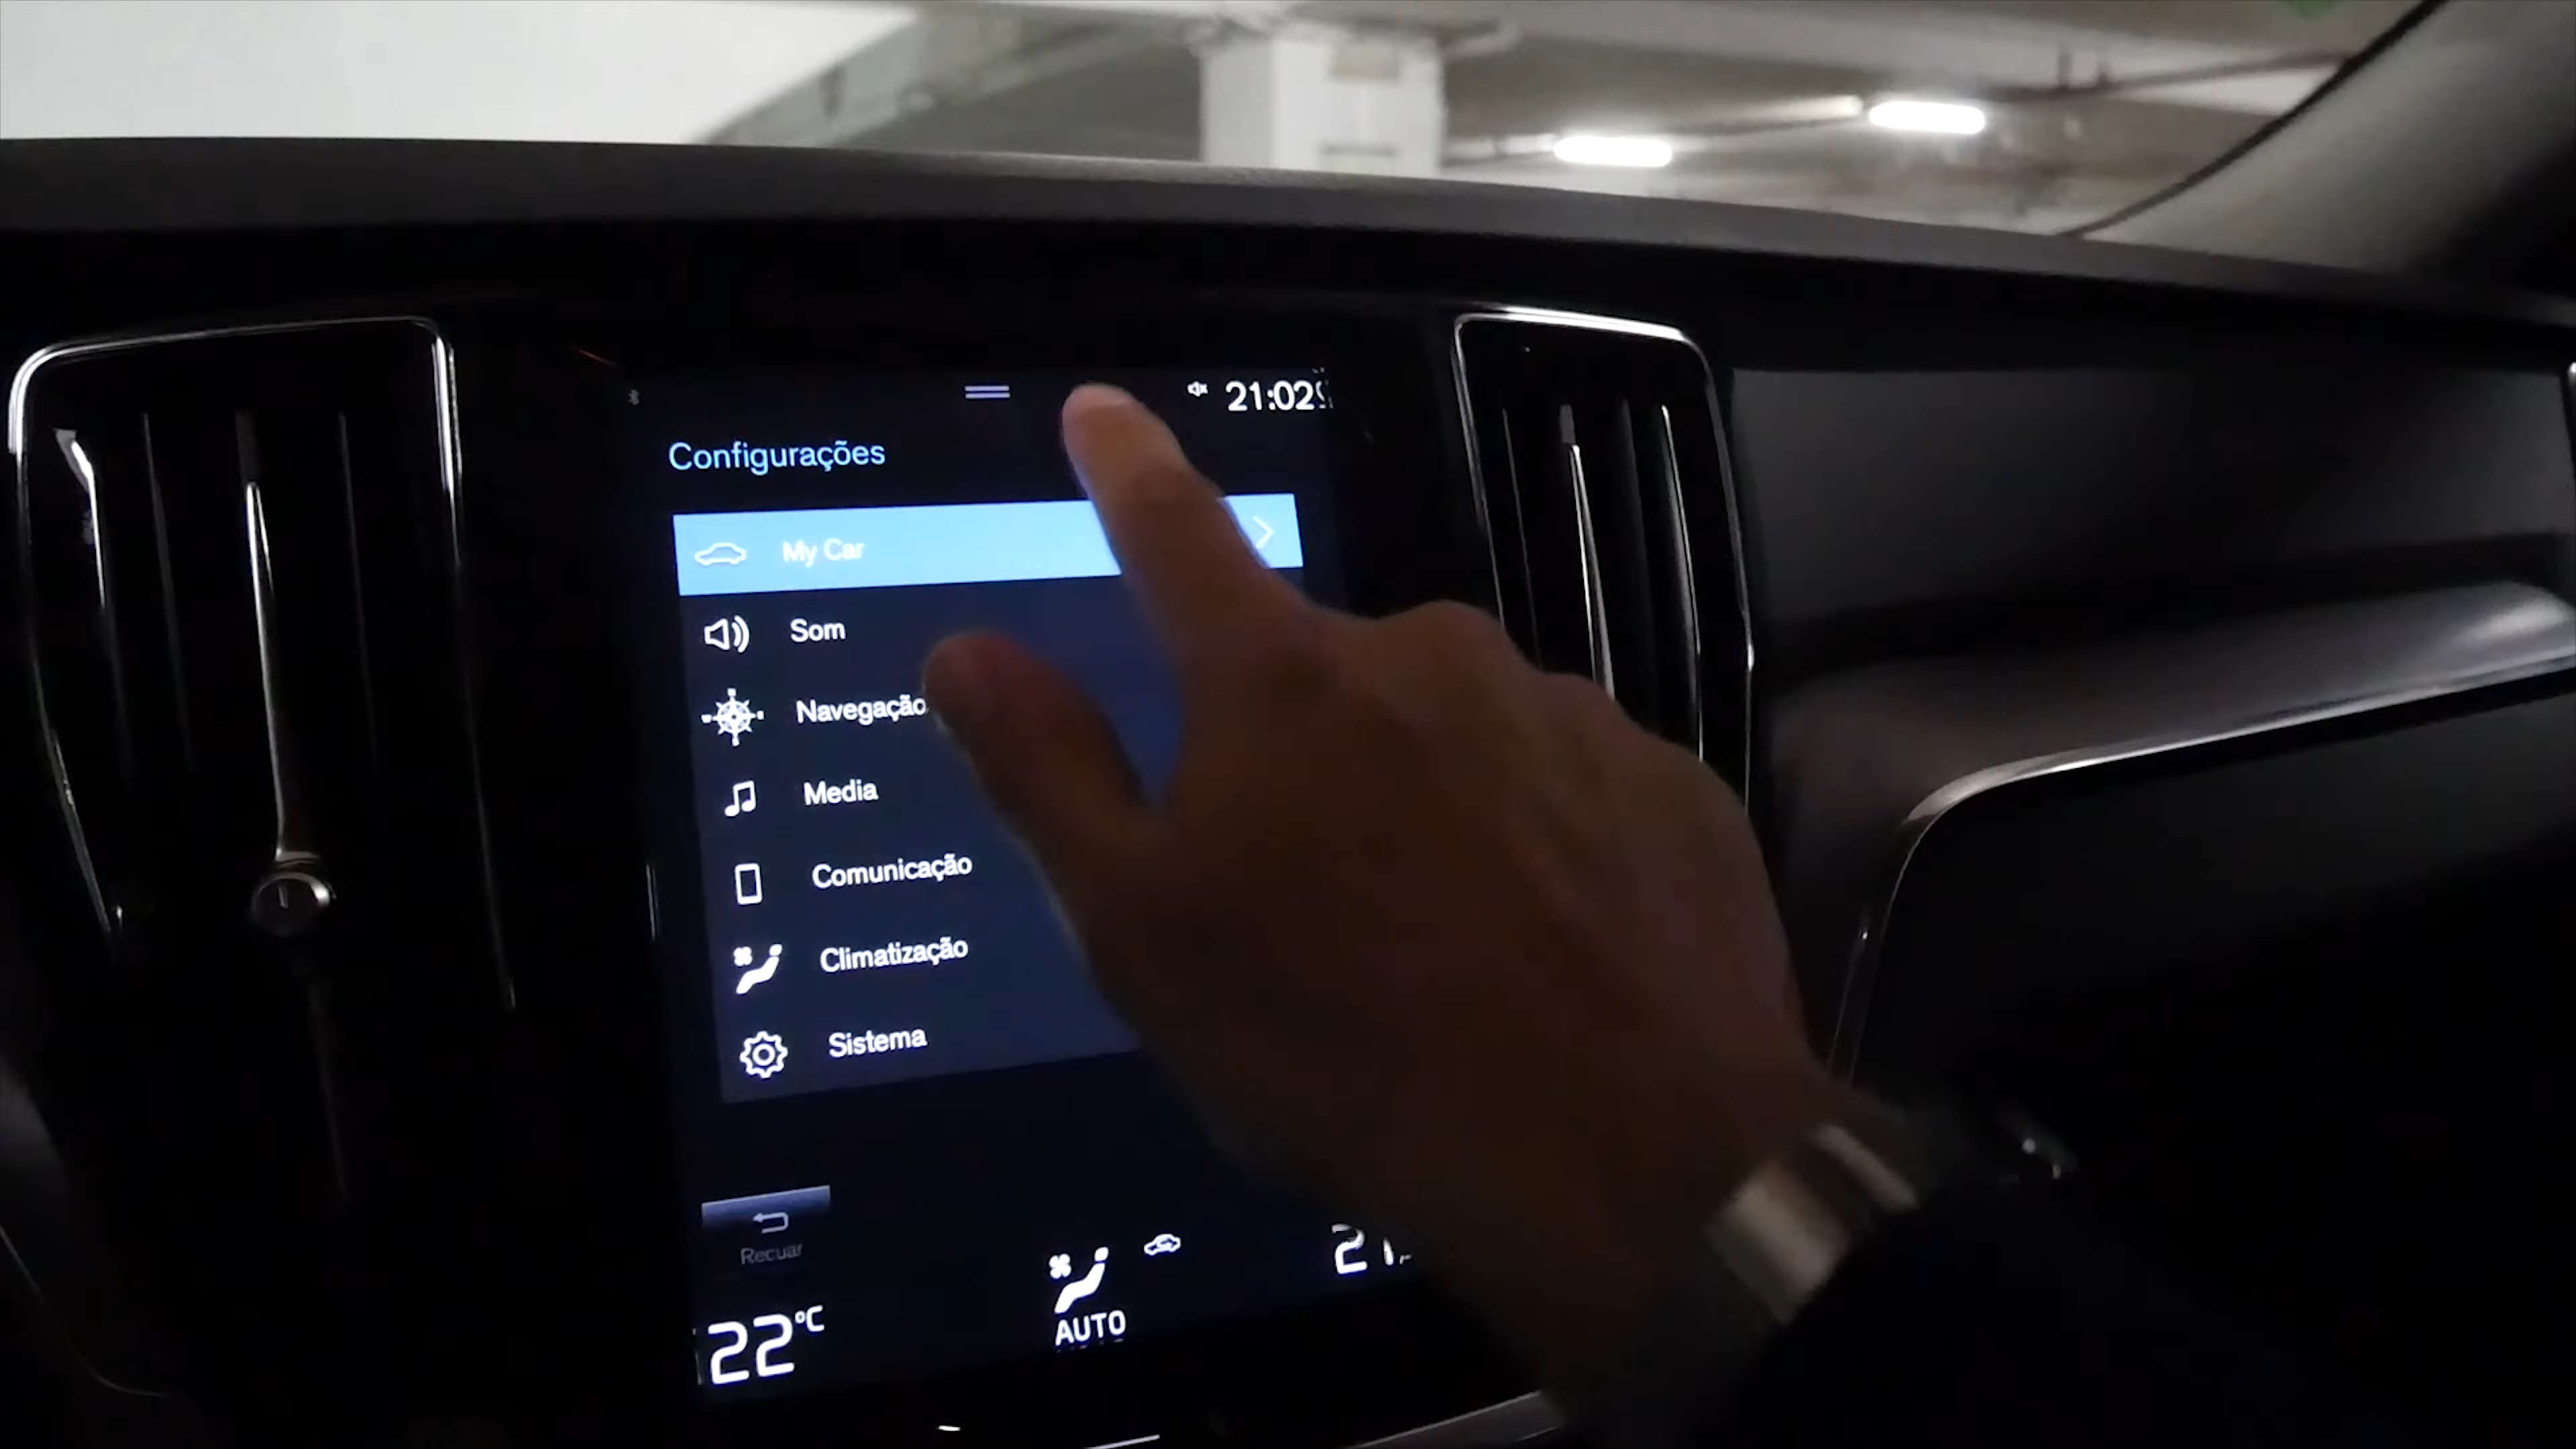 21:02
Configurações
My Car
Som
Navegação
Media
Comunicação
Climatização
Sistema
Recuar
22°C
AUTO